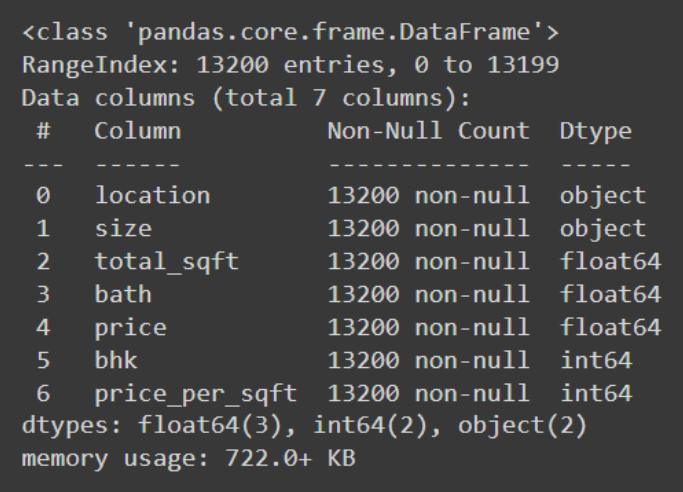 <class 'pandas.core.frame.DataFrame'>
RangeIndex: 13200 entries, 0 to 13199
Data columns (total 7 columns):
 #   Column          Non-Null Count  Dtype
---  ------          --------------  -----
 0   location        13200 non-null  object
 1   size            13200 non-null  object
 2   total_sqft      13200 non-null  float64
 3   bath            13200 non-null  float64
 4   price           13200 non-null  float64
 5   bhk             13200 non-null  int64
 6   price_per_sqft  13200 non-null  int64
dtypes: float64(3), int64(2), object(2)
memory usage: 722.0+ KB